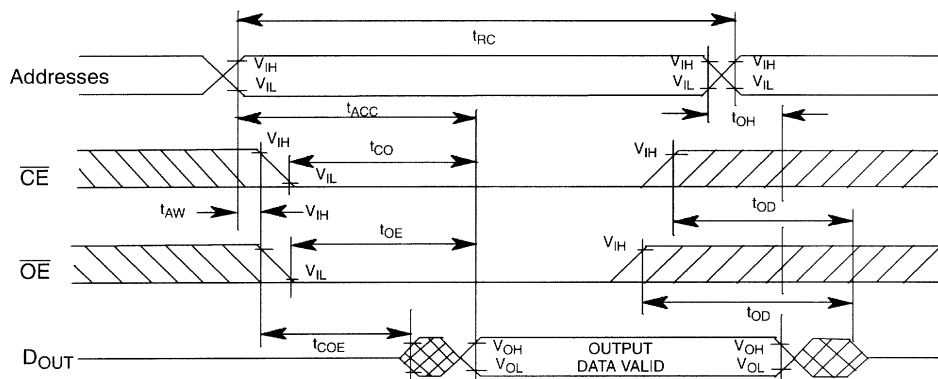 tRC
Addresses
VIH
VIL
VIH
VIL
VIH
VIL
tACC
tOH
CE
VIH
tCO
VIL
VIH
tAW
VIH
tOD
OE
tOE
VIL
VIH
tOD
tCOE
DOUT
VOH
VOL
OUTPUT
DATA VALID
VOH
VOL